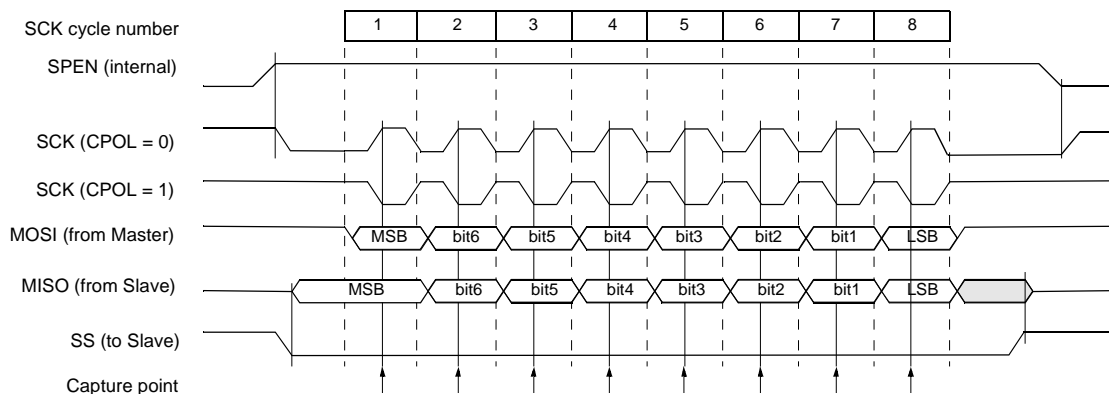 SCK cycle number 1 2 3 4 5 6 7 8
SPEN (internal)
SCK (CPOL = 0)
SCK (CPOL = 1)
MOSI (from Master) MSB bit6 bit5 bit4 bit3 bit2 bit1 LSB
MISO (from Slave) MSB bit6 bit5 bit4 bit3 bit2 bit1 LSB
SS (to Slave)
Capture point